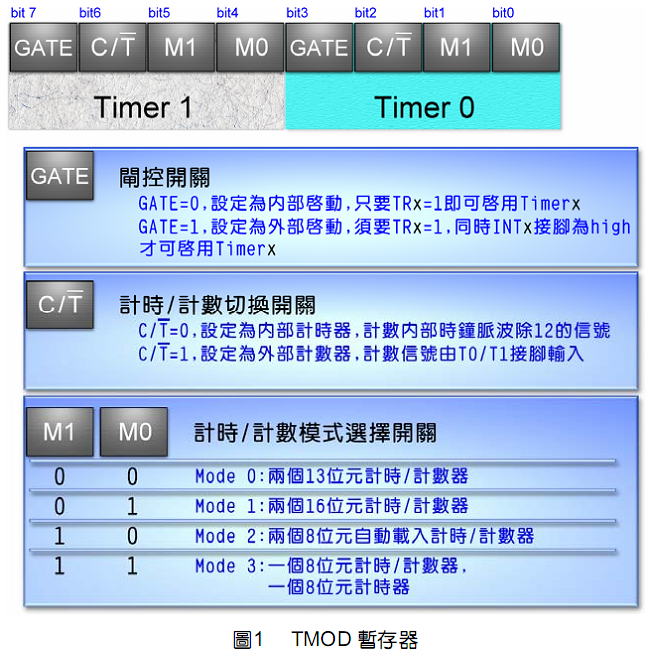 bit 7 bit6 bit5 bit4 bit3 bit2 bit1 bit0
GATE C/T̅ M1 M0 GATE C/T̅ M1 M0
Timer 1 Timer 0
GATE 閘控開關
GATE=0,設定為內部啓動,只要TRx=1即可啓用Timerx
GATE=1,設定為外部啓動,須要TRx=1,同時INTx接腳為high
才可啓用Timerx
C/T̅ 計時/計數切換開關
C/T̅=0,設定為內部計時器,計數內部時鐘脈波除12的信號
C/T̅=1,設定為外部計數器,計數信號由T0/T1接腳輸入
M1 M0 計時/計數模式選擇開關
0 0 Mode 0:兩個13位元計時/計數器
0 1 Mode 1:兩個16位元計時/計數器
1 0 Mode 2:兩個8位元自動載入計時/計數器
1 1 Mode 3:一個8位元計時/計數器,
一個8位元計時器
圖1 TMOD 暫存器